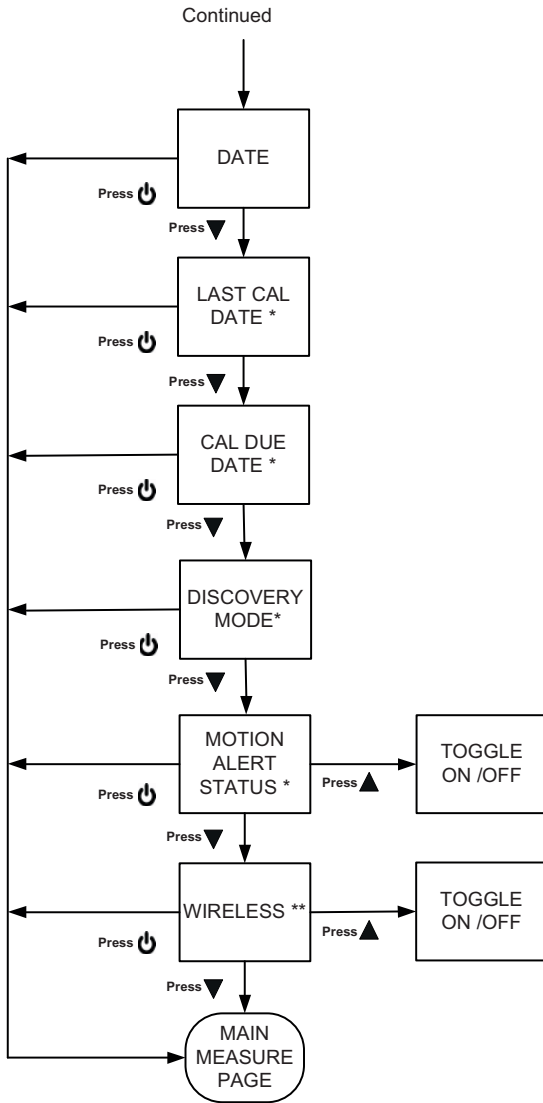 Continued
DATE
Press
Press
LAST CAL
DATE *
Press
Press
CAL DUE
DATE *
Press
Press
DISCOVERY
MODE*
Press
Press
MOTION
ALERT
STATUS *
Press
TOGGLE
ON /OFF
Press
Press
WIRELESS **
Press
TOGGLE
ON /OFF
Press
Press
MAIN
MEASURE
PAGE